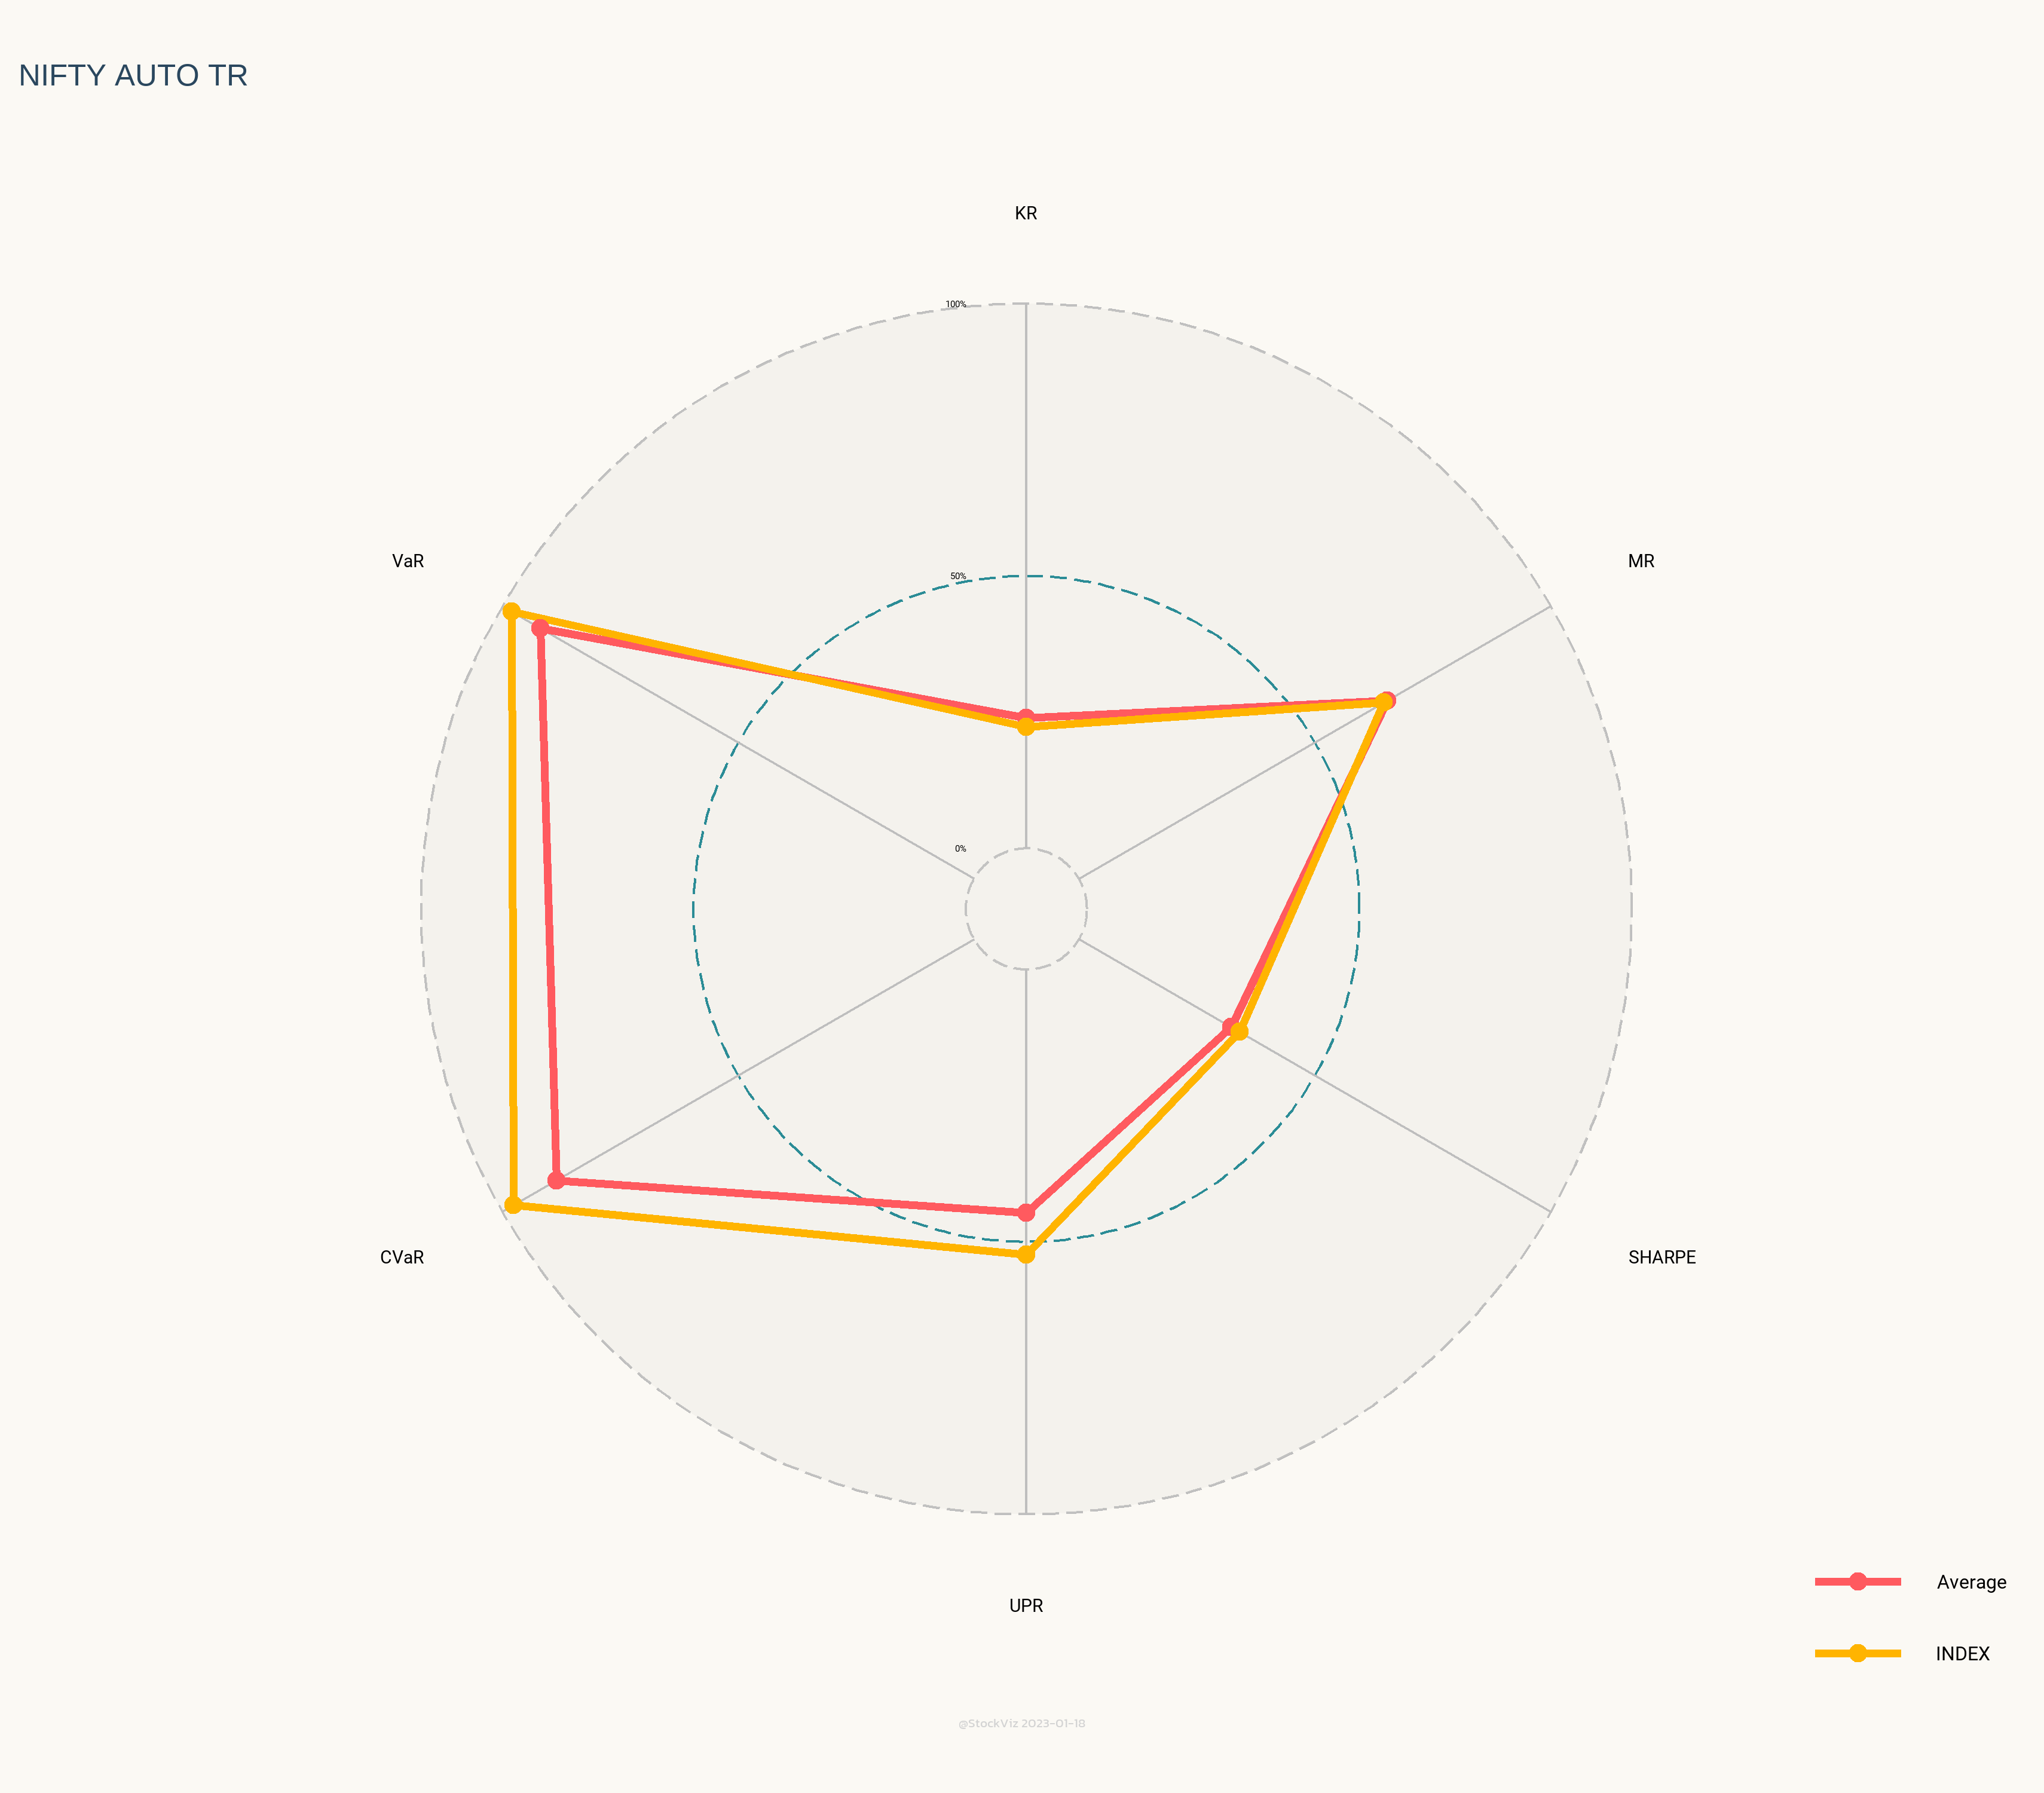 NIFTY AUTO TR
KR
100%
VaR
MR
50%
0%
CVaR
SHARPE
UPR
Average
INDEX
@StockViz 2023-01-18